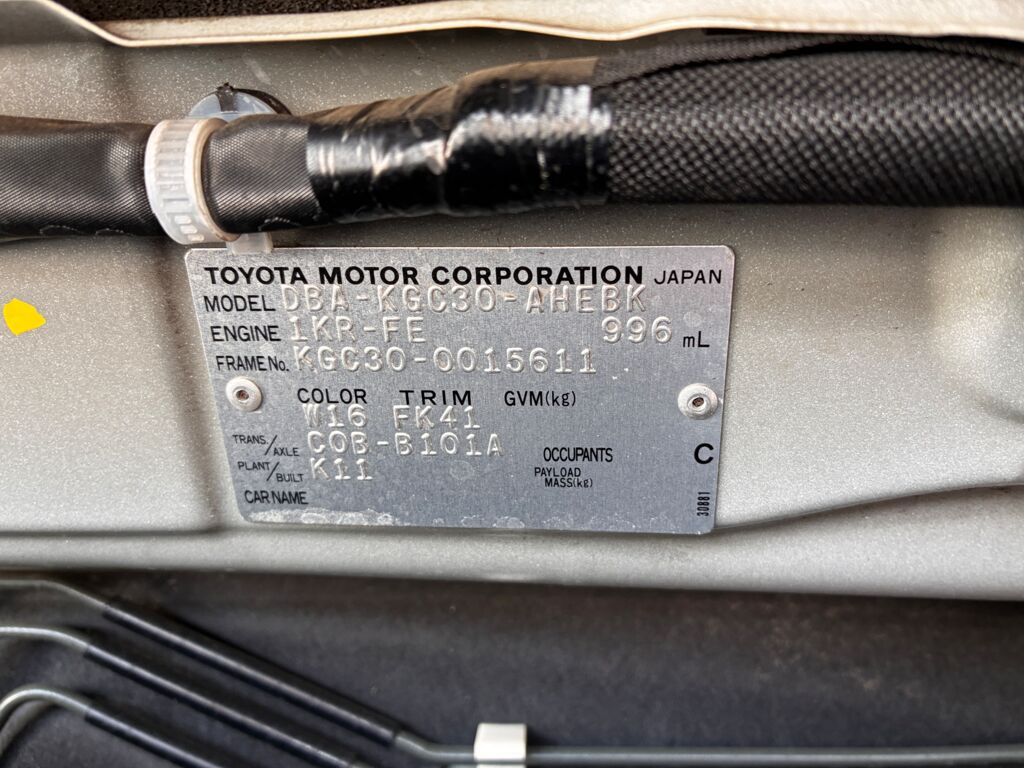 TOYOTA MOTOR CORPORATION JAPAN
MODEL DBA-KGC30-AHEBK
ENGINE 1KR-FE 996 mL
FRAME No. KGC30-0015611
COLOR TRIM GVM(kg)
W16 FK41
TRANS./AXLE C0B-B101A
OCCUPANTS C
PLANT/BUILT K11
PAYLOAD MASS(kg)
CAR NAME
30881